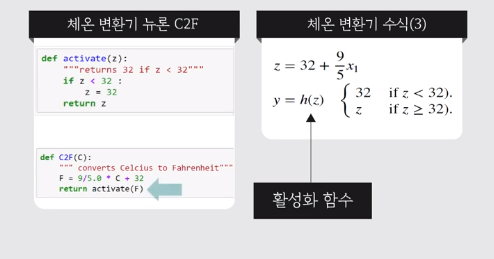 체온 변환기 뉴론 C2F
def activate(z):
"""returns 32 if z < 32"""
if z < 32 :
z = 32
return z
def C2F(C):
""" converts Celcius to Fahrenheit"""
F = 9/5.0 * C + 32
return activate(F)
체온 변환기 수식(3)
z = 32 + 9/5 x₁
y = h(z) { 32 if z < 32).
z if z ≥ 32).
활성화 함수